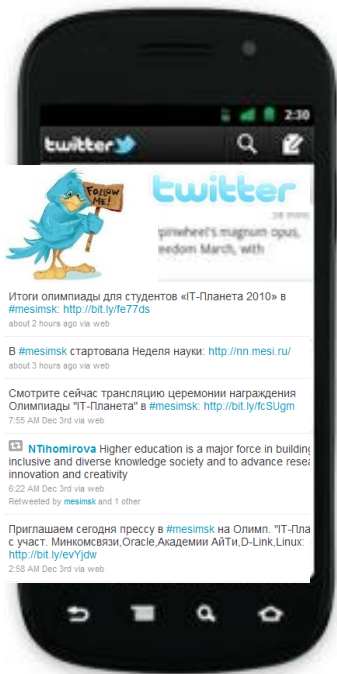 2:30
twitter
FOLLOW
ME!
twitter
pinwheel's magnum opus,
eedom March, with
Итоги олимпиады для студентов «IT-Планета 2010» в
#mesimsk: http://bit.ly/fe77ds
about 2 hours ago via web
В #mesimsk стартовала Неделя науки: http://nn.mesi.ru/
about 3 hours ago via web
Смотрите сейчас трансляцию церемонии награждения
Олимпиады "IT-Планета" в #mesimsk: http://bit.ly/fcSUgm
7:55 AM Dec 3rd via web
NTihomirova Higher education is a major force in building
inclusive and diverse knowledge society and to advance resea
innovation and creativity
6:22 AM Dec 3rd via web
Retweeted by mesimsk and 1 other
Приглашаем сегодня прессу в #mesimsk на Олимп. "IT-Пла
с участ. Минкомсвязи,Oracle,Академии АйТи,D-Link,Linux:
http://bit.ly/evYjdw
2:58 AM Dec 3rd via web